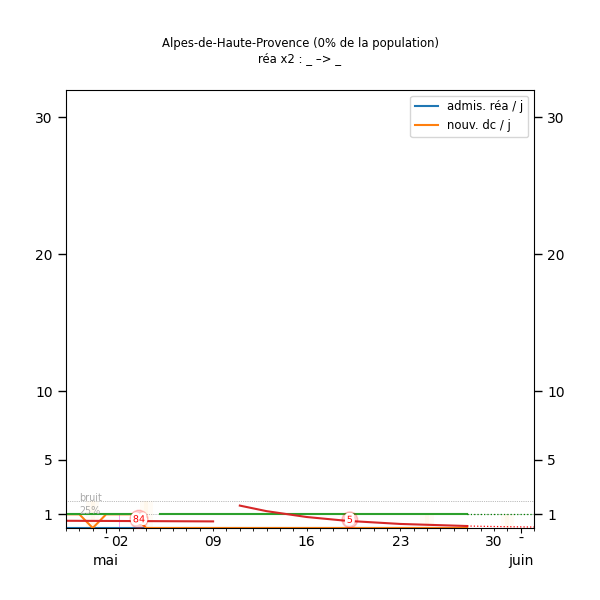 Alpes-de-Haute-Provence (0% de la population)
réa x2 : _ –> _
admis. réa / j
nouv. dc / j
30 30
20 20
10 10
5 5
bruit
25%
1 84 5 1
- 02 09 16 23 30 -
mai juin